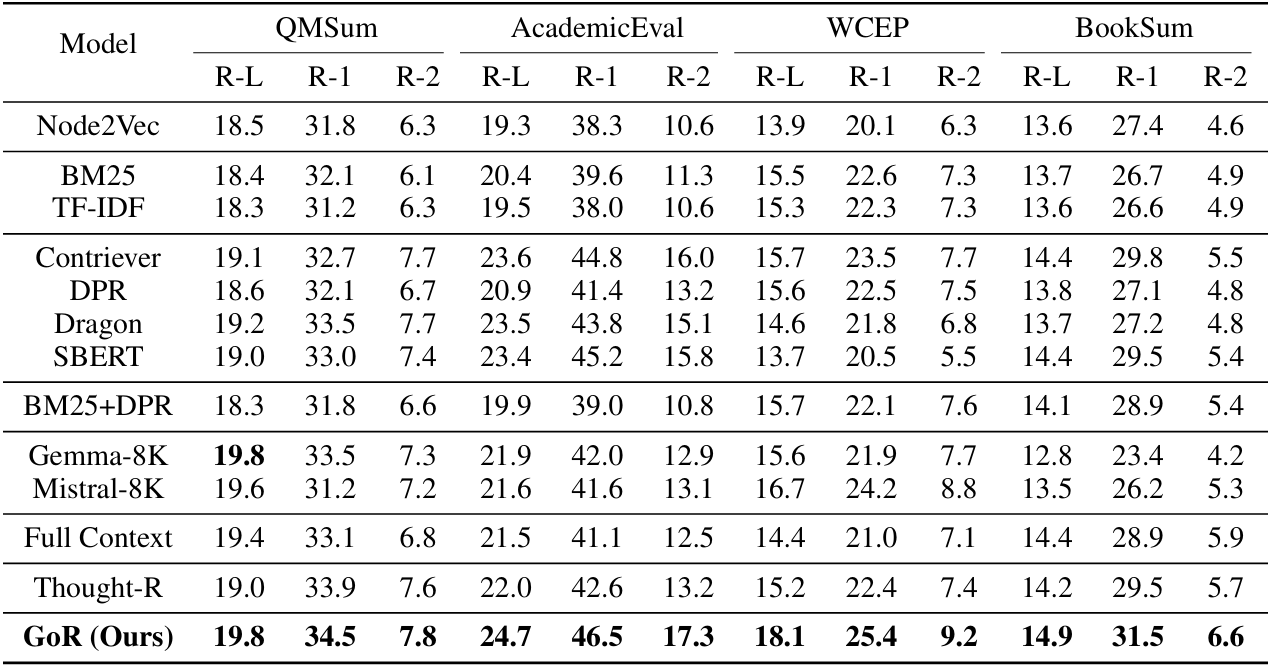 Model QMSum AcademicEval WCEP BookSum
R-L R-1 R-2 R-L R-1 R-2 R-L R-1 R-2 R-L R-1 R-2
Node2Vec 18.5 31.8 6.3 19.3 38.3 10.6 13.9 20.1 6.3 13.6 27.4 4.6
BM25 18.4 32.1 6.1 20.4 39.6 11.3 15.5 22.6 7.3 13.7 26.7 4.9
TF-IDF 18.3 31.2 6.3 19.5 38.0 10.6 15.3 22.3 7.3 13.6 26.6 4.9
Contriever 19.1 32.7 7.7 23.6 44.8 16.0 15.7 23.5 7.7 14.4 29.8 5.5
DPR 18.6 32.1 6.7 20.9 41.4 13.2 15.6 22.5 7.5 13.8 27.1 4.8
Dragon 19.2 33.5 7.7 23.5 43.8 15.1 14.6 21.8 6.8 13.7 27.2 4.8
SBERT 19.0 33.0 7.4 23.4 45.2 15.8 13.7 20.5 5.5 14.4 29.5 5.4
BM25+DPR 18.3 31.8 6.6 19.9 39.0 10.8 15.7 22.1 7.6 14.1 28.9 5.4
Gemma-8K 19.8 33.5 7.3 21.9 42.0 12.9 15.6 21.9 7.7 12.8 23.4 4.2
Mistral-8K 19.6 31.2 7.2 21.6 41.6 13.1 16.7 24.2 8.8 13.5 26.2 5.3
Full Context 19.4 33.1 6.8 21.5 41.1 12.5 14.4 21.0 7.1 14.4 28.9 5.9
Thought-R 19.0 33.9 7.6 22.0 42.6 13.2 15.2 22.4 7.4 14.2 29.5 5.7
GoR (Ours) 19.8 34.5 7.8 24.7 46.5 17.3 18.1 25.4 9.2 14.9 31.5 6.6